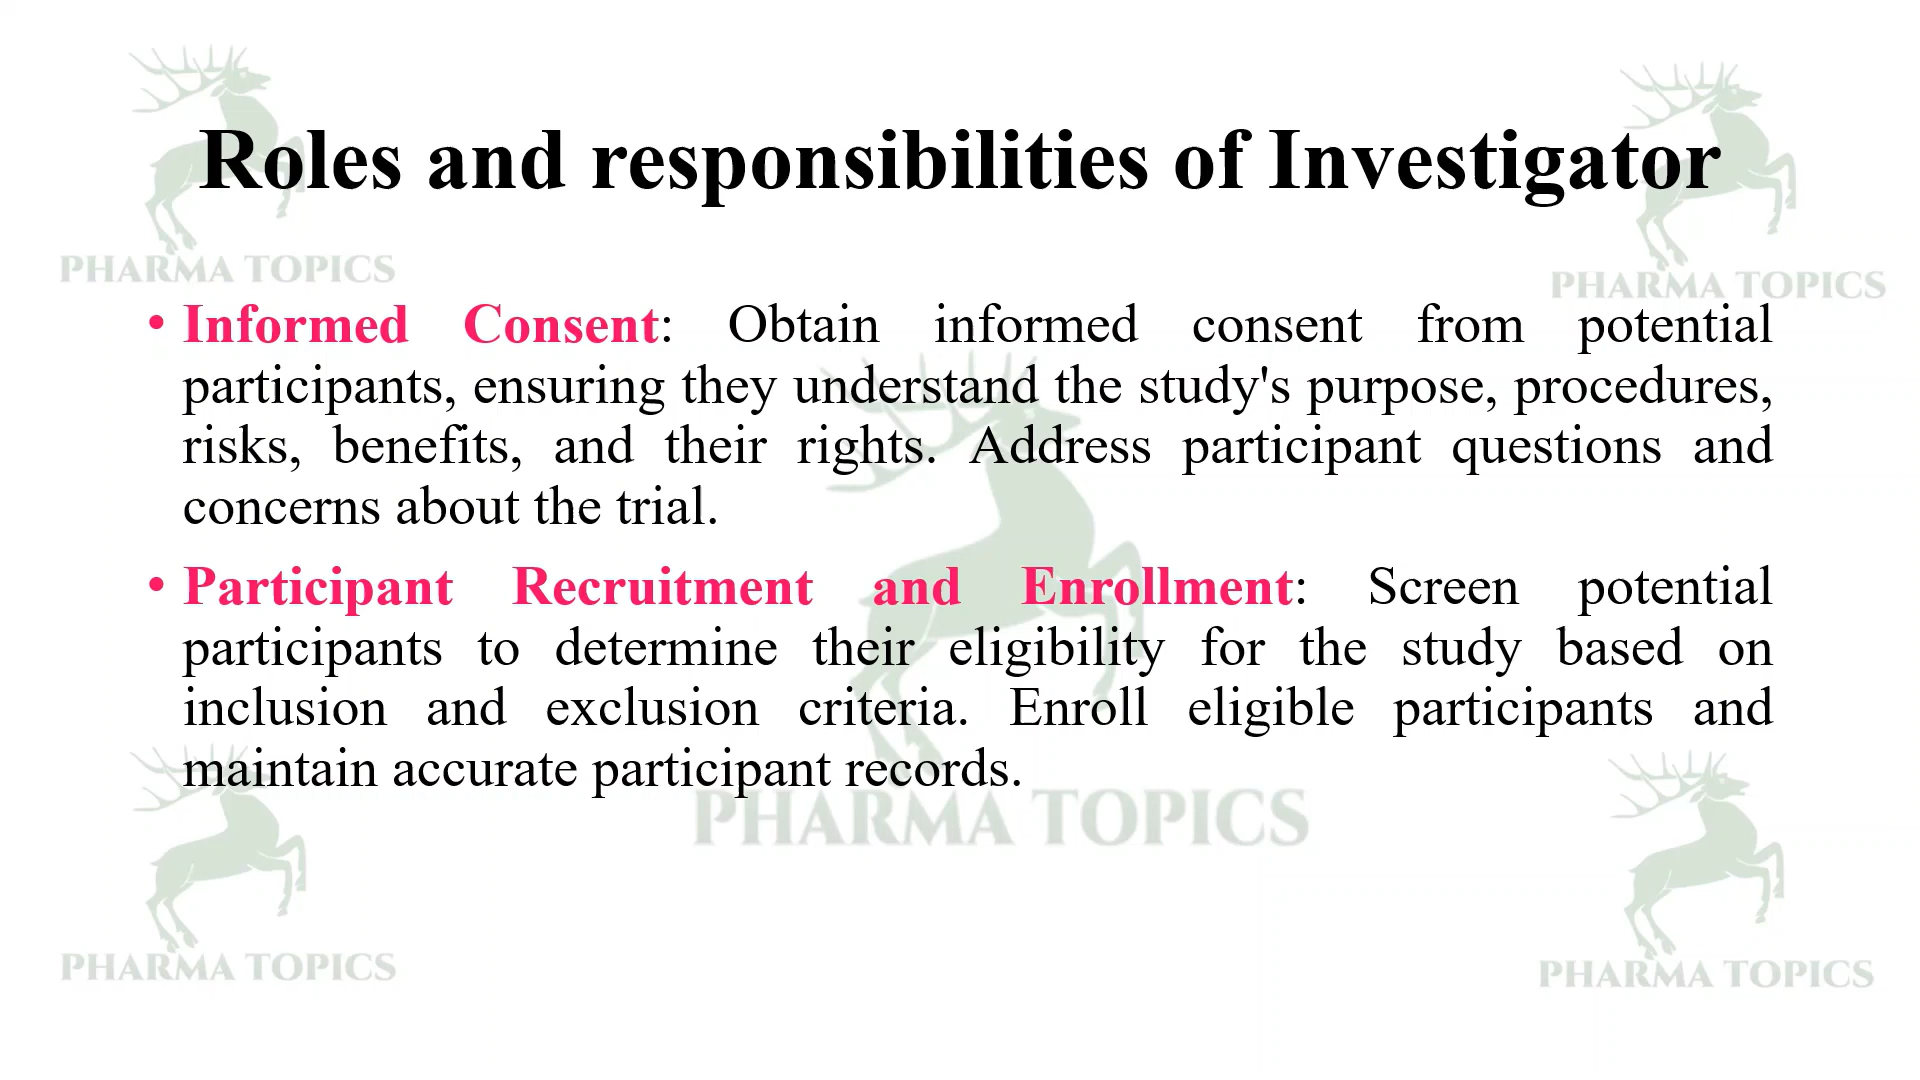 Roles and responsibilities of Investigator
PHARMA TOPICS
PHARMA TOPICS
• Informed Consent: Obtain informed consent from potential
participants, ensuring they understand the study's purpose, procedures,
risks, benefits, and their rights. Address participant questions and
concerns about the trial.
• Participant Recruitment and Enrollment: Screen potential
participants to determine their eligibility for the study based on
inclusion and exclusion criteria. Enroll eligible participants and
maintain accurate participant records.
PHARMA TOPICS
PHARMA TOPICS
PHARMA TOPICS